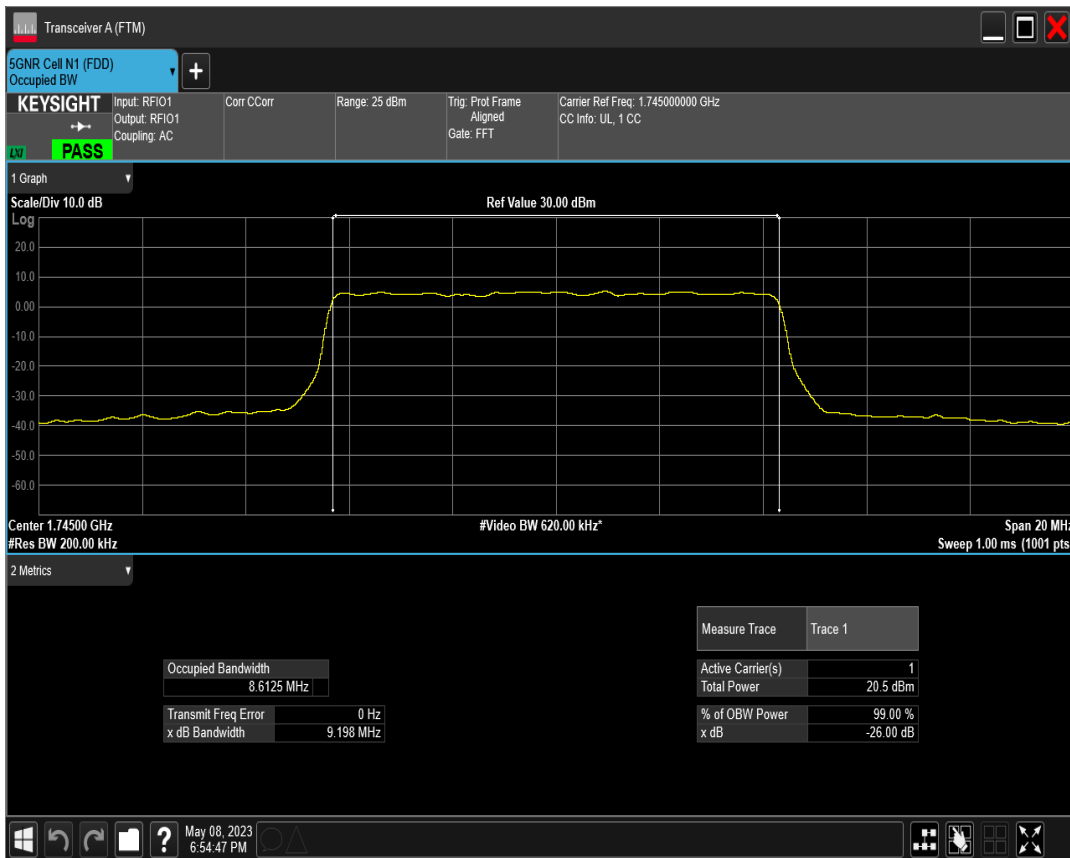 Transceiver A (FTM)
5GNR Cell N1 (FDD)
Occupied BW
+
KEYSIGHT
LXI
PASS
Input: RFIO1
Output: RFIO1
Coupling: AC
Corr CCorr
Range: 25 dBm
Trig: Prot Frame
Aligned
Gate: FFT
Carrier Ref Freq: 1.745000000 GHz
CC Info: UL, 1 CC
1 Graph
Scale/Div 10.0 dB
Ref Value 30.00 dBm
Log
20.0
10.0
0.00
-10.0
-20.0
-30.0
-40.0
-50.0
-60.0
Center 1.74500 GHz
#Video BW 620.00 kHz*
Span 20 MHz
#Res BW 200.00 kHz
Sweep 1.00 ms (1001 pts
2 Metrics
Measure Trace Trace 1
Occupied Bandwidth
8.6125 MHz
Active Carrier(s) 1
Total Power 20.5 dBm
Transmit Freq Error 0 Hz
x dB Bandwidth 9.198 MHz
% of OBW Power 99.00 %
x dB -26.00 dB
?
May 08, 2023
6:54:47 PM